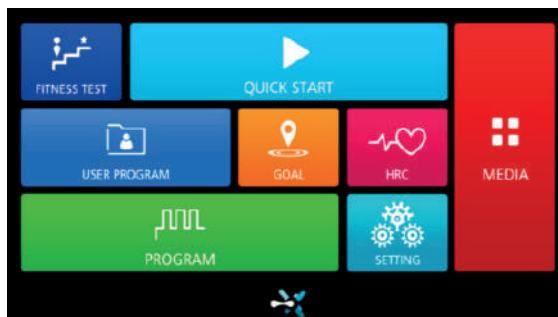 FITNESS TEST
QUICK START
USER PROGRAM
GOAL
HRC
MEDIA
PROGRAM
SETTING